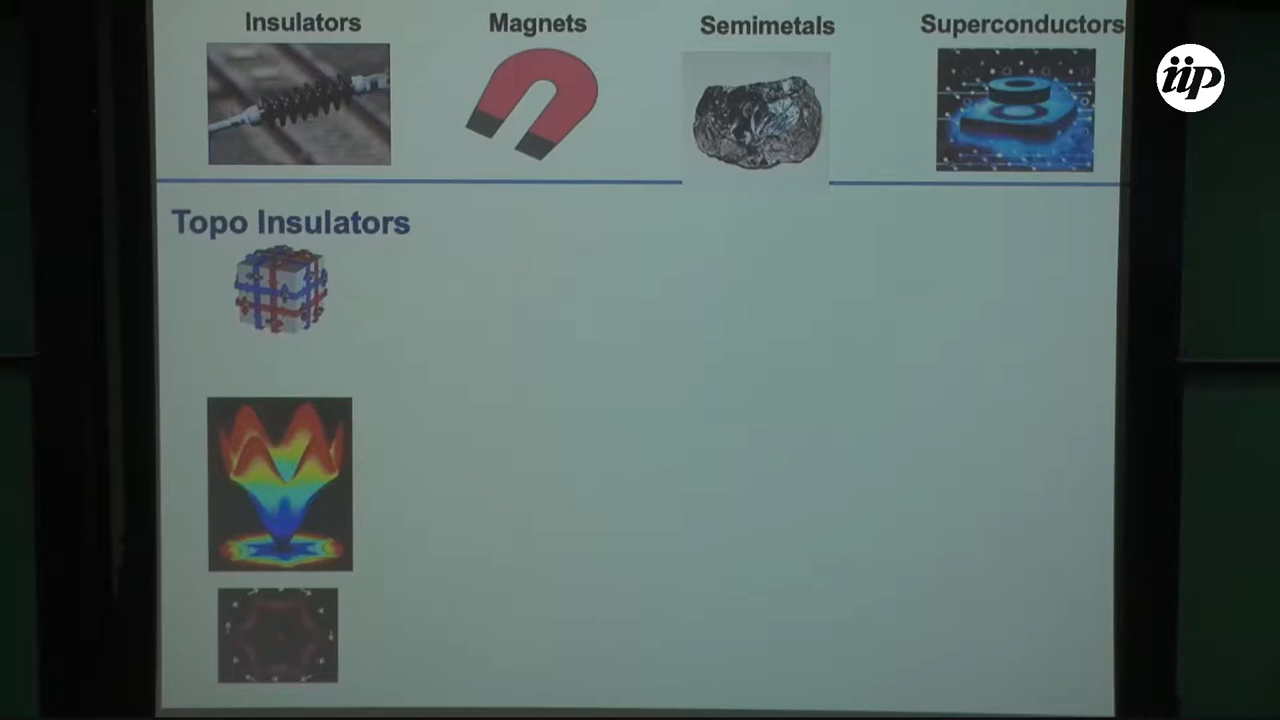 Insulators
Magnets
Semimetals
Superconductors
iip
Topo Insulators